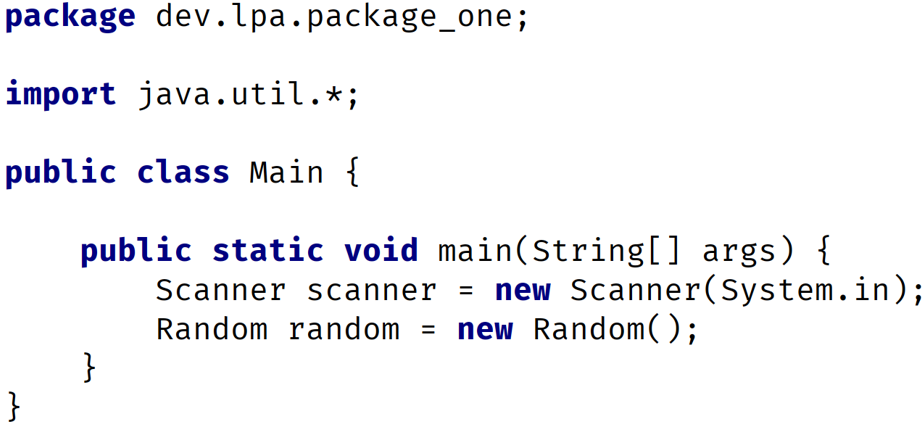 package dev.lpa.package_one;
import java.util.*;
public class Main {
public static void main(String[] args) {
Scanner scanner = new Scanner(System.in);
Random random = new Random();
}
}